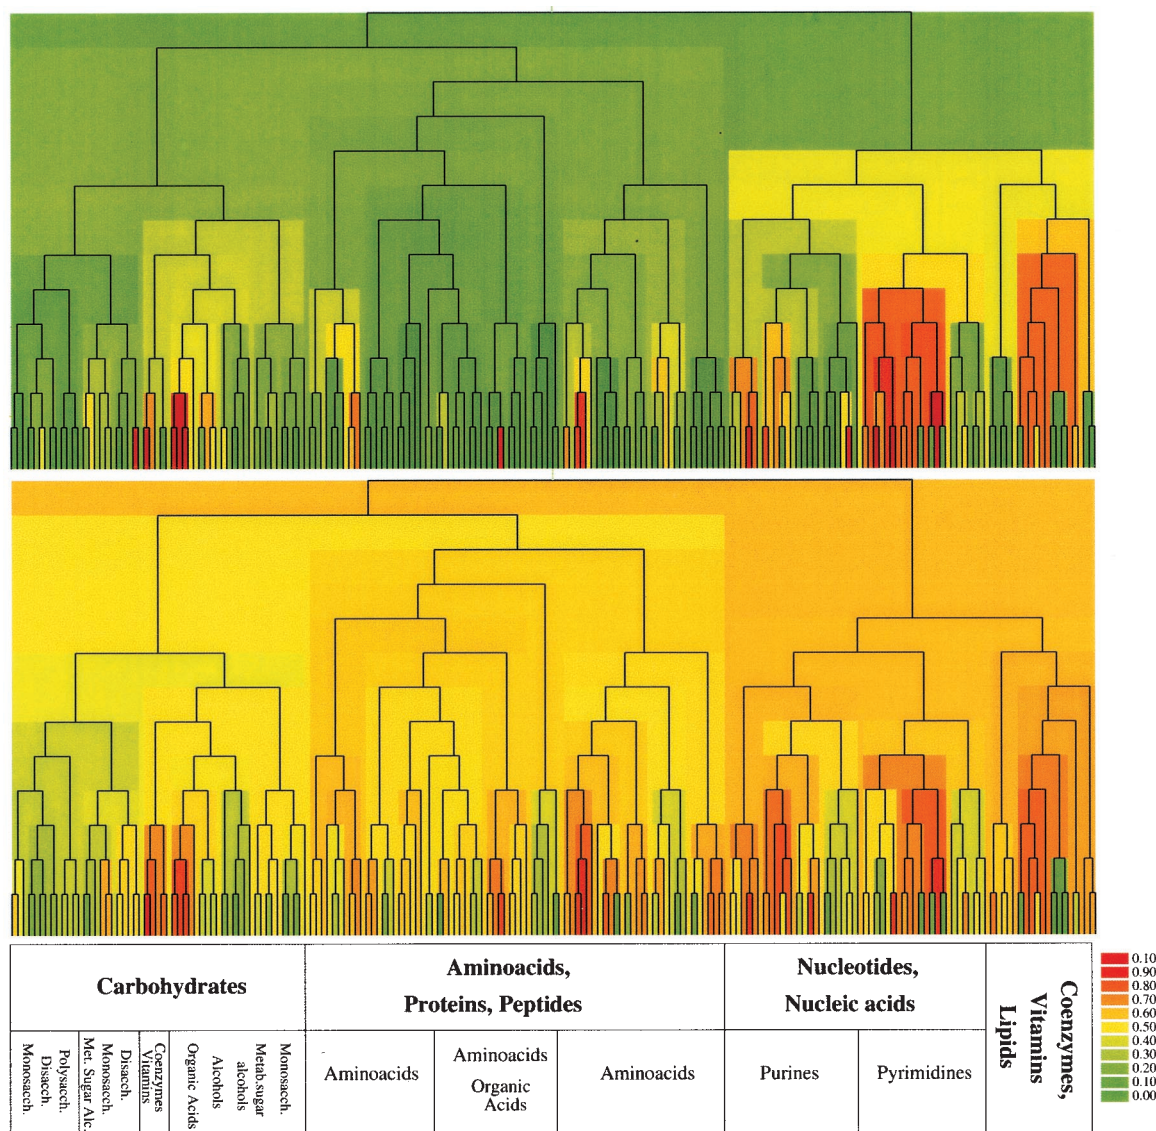 Carbohydrates
Aminoacids,
Proteins, Peptides
Nucleotides,
Nucleic acids
Coenzymes,
Vitamins
Lipids
Monosacch.
Disacch.
Polysacch.
Met. Sugar Alc.
Monosacch.
Disacch.
Vitamins
Coenzymes
Organic Acids
Alcohols
alcohols
Metab.sugar
Monosacch.
Aminoacids
Aminoacids
Organic
Acids
Aminoacids
Purines
Pyrimidines
0.10
0.90
0.80
0.70
0.60
0.50
0.40
0.30
0.20
0.10
0.00